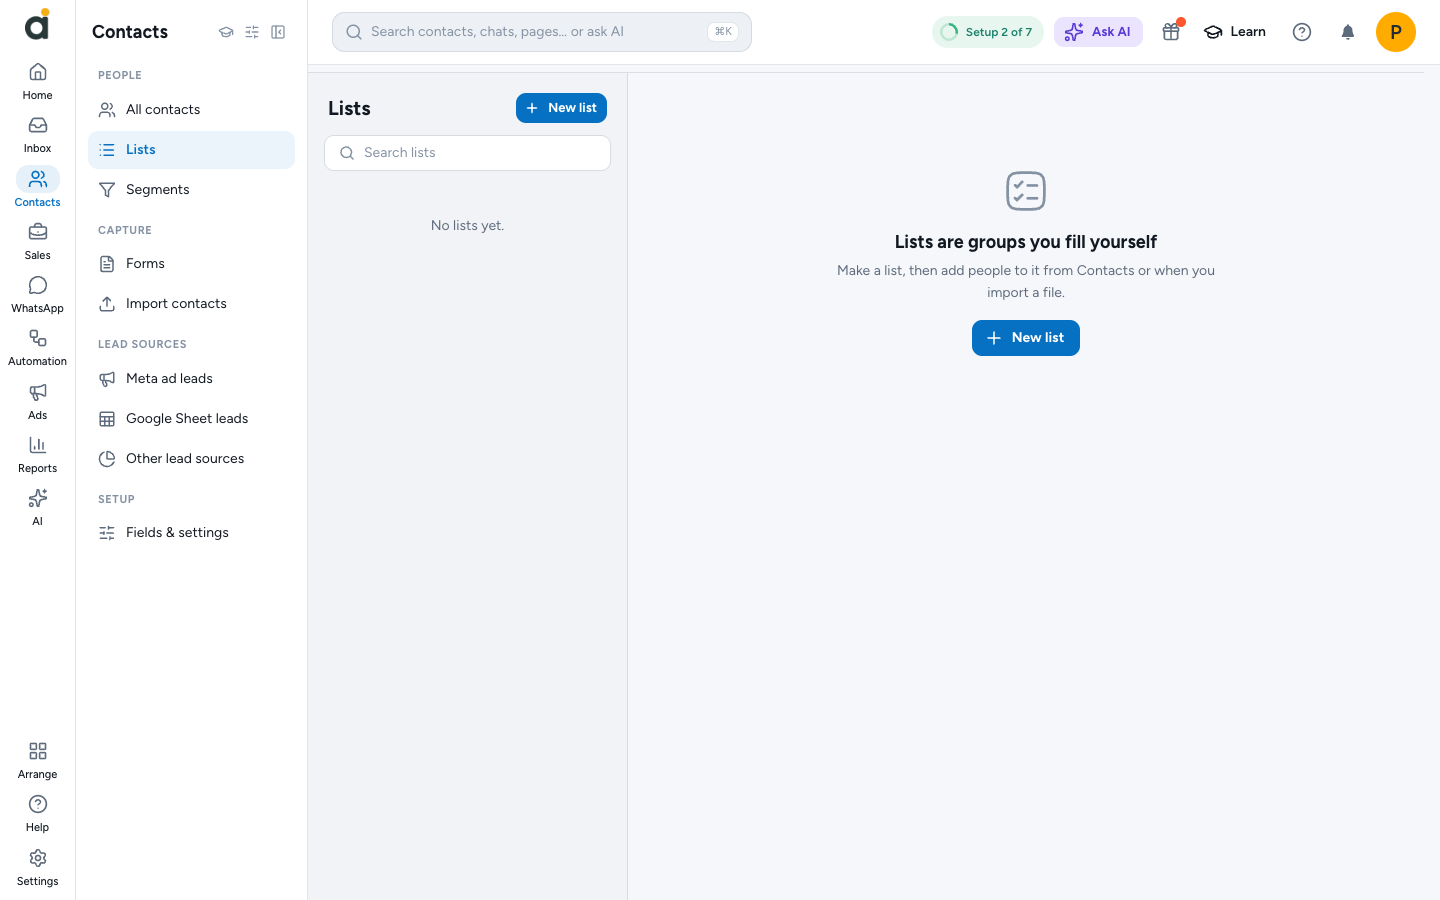 a
Home
Inbox
Contacts
Sales
WhatsApp
Automation
Ads
Reports
AI
Arrange
Help
Settings
Contacts
PEOPLE
All contacts
Lists
Segments
CAPTURE
Forms
Import contacts
LEAD SOURCES
Meta ad leads
Google Sheet leads
Other lead sources
SETUP
Fields & settings
Search contacts, chats, pages... or ask AI
⌘K
Setup 2 of 7
Ask AI
Learn
P
Lists
New list
Search lists
No lists yet.
Lists are groups you fill yourself
Make a list, then add people to it from Contacts or when you
import a file.
New list